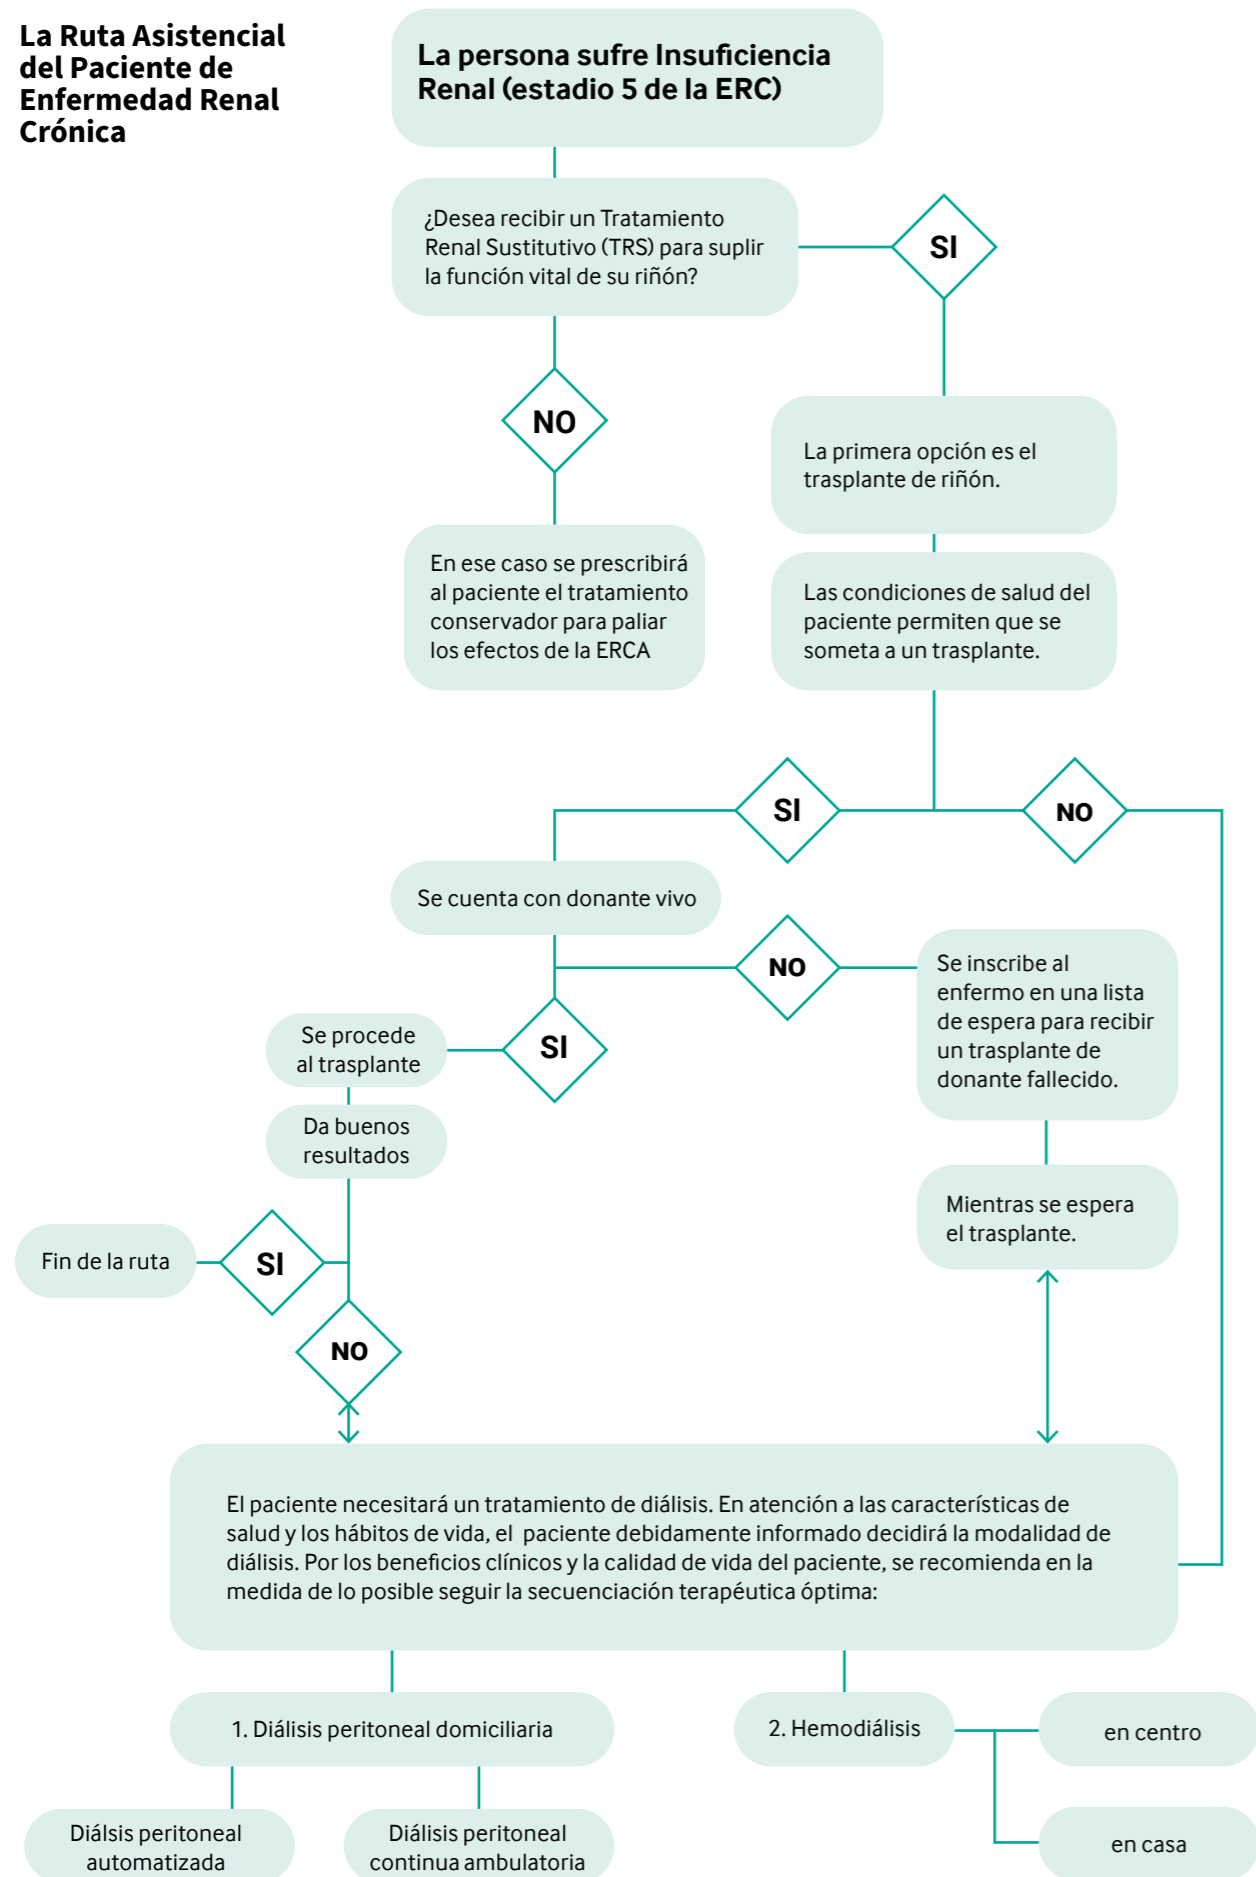 La Ruta Asistencial
del Paciente de
Enfermedad Renal
Crónica
La persona sufre Insuficiencia
Renal (estadio 5 de la ERC)
¿Desea recibir un Tratamiento
Renal Sustitutivo (TRS) para suplir
la función vital de su riñón?
SI
NO
La primera opción es el
trasplante de riñón.
En ese caso se prescribirá
al paciente el tratamiento
conservador para paliar
los efectos de la ERCA
Las condiciones de salud del
paciente permiten que se
someta a un trasplante.
SI
NO
Se cuenta con donante vivo
NO
Se inscribe al
enfermo en una lista
de espera para recibir
un trasplante de
donante fallecido.
SI
Se procede
al trasplante
Da buenos
resultados
Mientras se espera
el trasplante.
Fin de la ruta
SI
NO
El paciente necesitará un tratamiento de diálisis. En atención a las características de
salud y los hábitos de vida, el paciente debidamente informado decidirá la modalidad de
diálisis. Por los beneficios clínicos y la calidad de vida del paciente, se recomienda en la
medida de lo posible seguir la secuenciación terapéutica óptima:
1. Diálisis peritoneal domiciliaria
2. Hemodiálisis
en centro
Diálsis peritoneal
automatizada
Diálisis peritoneal
continua ambulatoria
en casa